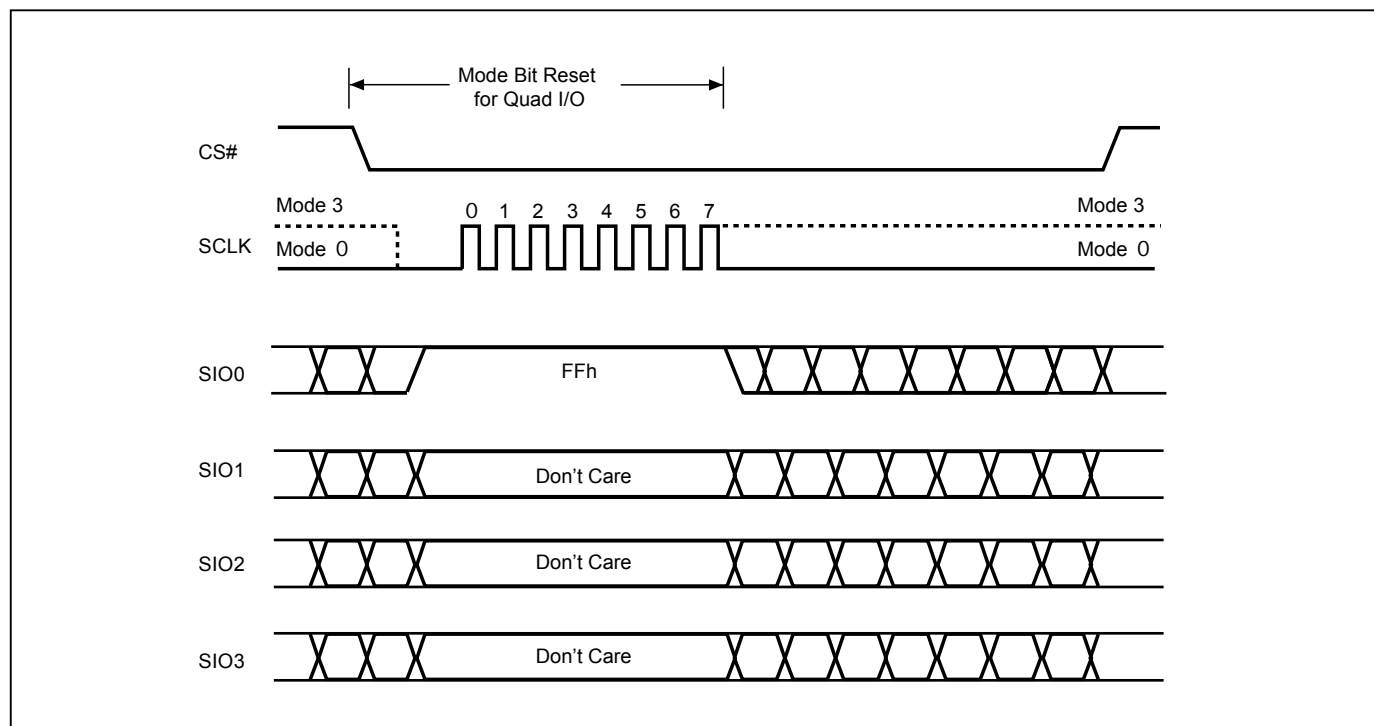 Mode Bit Reset
for Quad I/O
CS#
Mode 3
0 1 2 3 4 5 6 7
Mode 3
SCLK
Mode 0
Mode 0
SIO0
FFh
SIO1
Don't Care
SIO2
Don't Care
SIO3
Don't Care